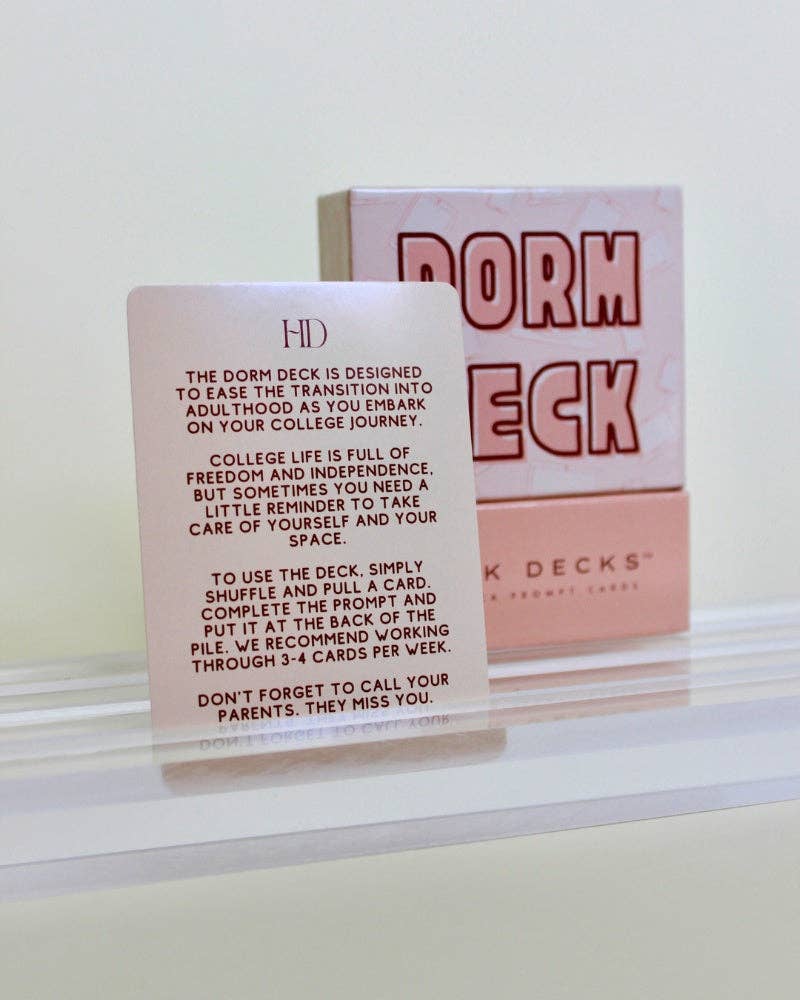 HD
THE DORM DECK IS DESIGNED
TO EASE THE TRANSITION INTO
ADULTHOOD AS YOU EMBARK
ON YOUR COLLEGE JOURNEY.
COLLEGE LIFE IS FULL OF
FREEDOM AND INDEPENDENCE,
BUT SOMETIMES YOU NEED A
LITTLE REMINDER TO TAKE
CARE OF YOURSELF AND YOUR
SPACE.
TO USE THE DECK, SIMPLY
SHUFFLE AND PULL A CARD.
COMPLETE THE PROMPT AND
PUT IT AT THE BACK OF THE
PILE. WE RECOMMEND WORKING
THROUGH 3-4 CARDS PER WEEK.
DON'T FORGET TO CALL YOUR
PARENTS. THEY MISS YOU.
DORM
DECK
K DECKS™
PROMPT CARDS